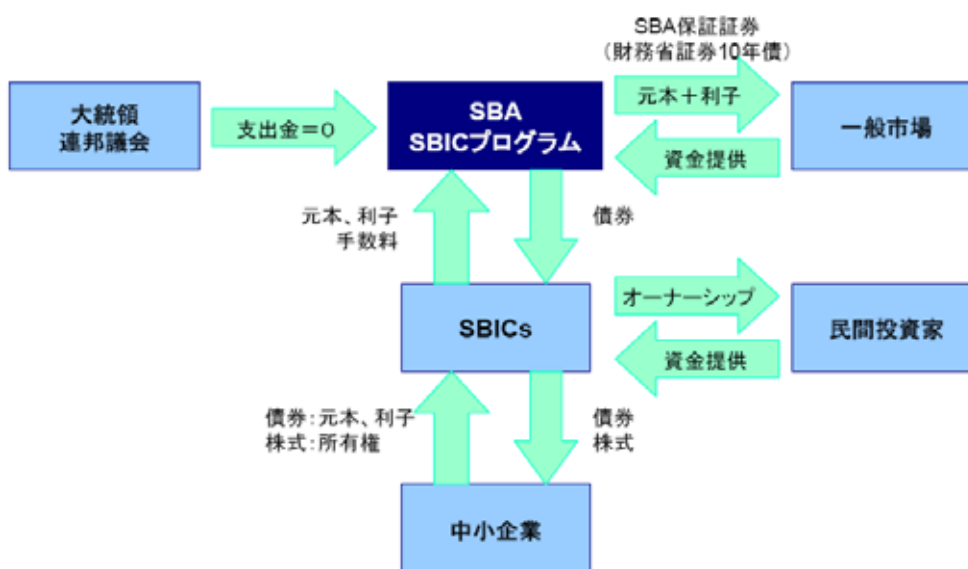 SBA保証証券
（財務省証券10年債）
大統領
連邦議会
支出金＝0
SBA
SBICプログラム
元本＋利子
資金提供
一般市場
元本、利子
手数料
債券
SBICs
オーナーシップ
資金提供
民間投資家
債券：元本、利子
株式：所有権
債券
株式
中小企業